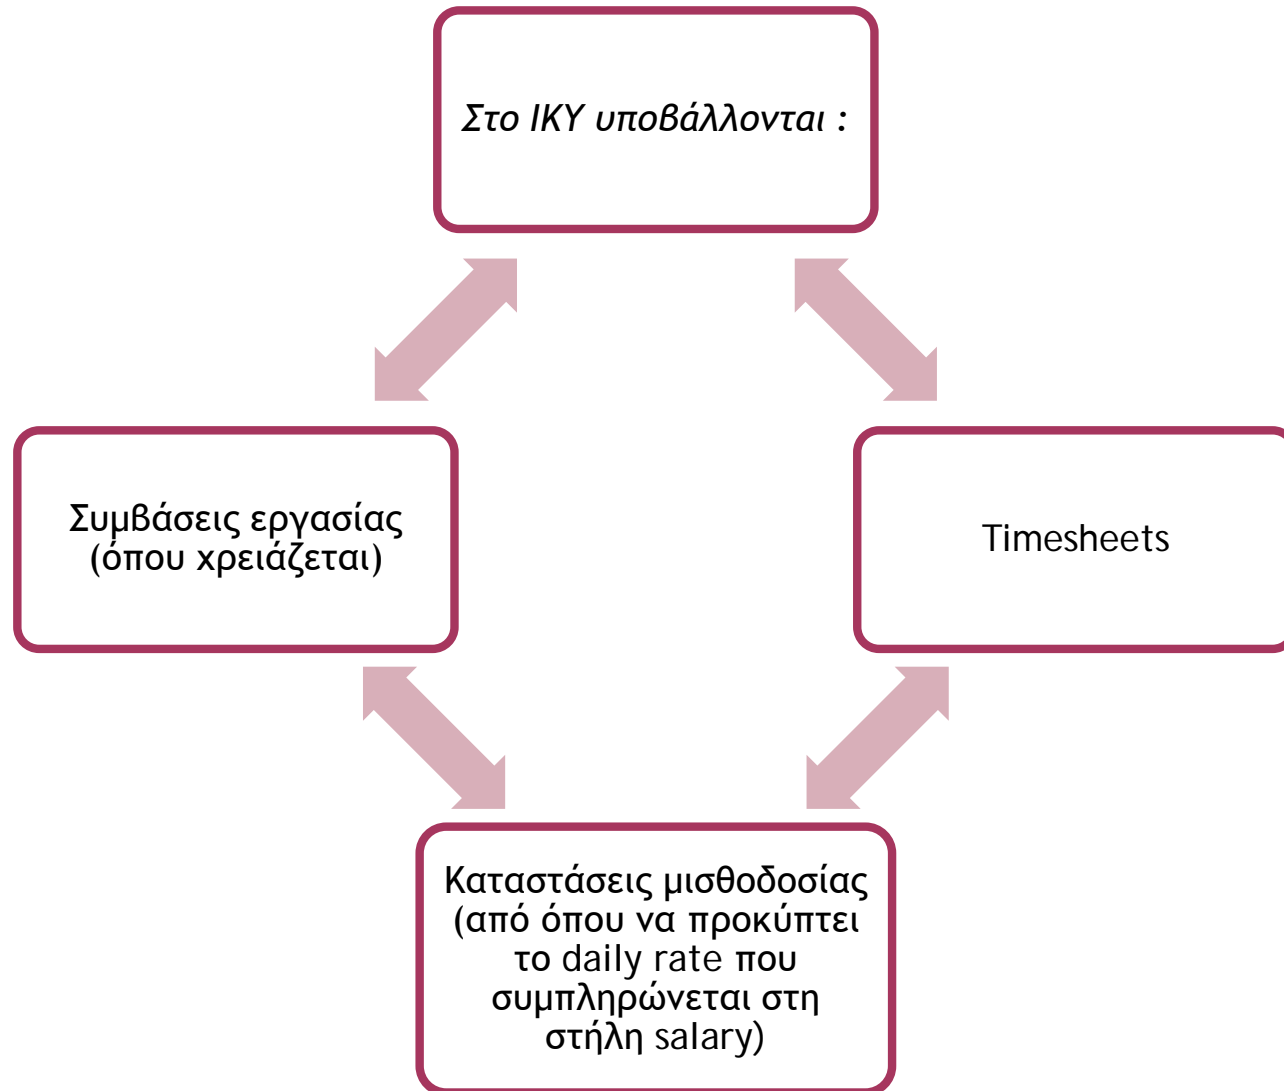 Στο ΙΚΥ υποβάλλονται :
Συμβάσεις εργασίας
(όπου χρειάζεται)
Timesheets
Καταστάσεις μισθοδοσίας
(από όπου να προκύπτει
το daily rate που
συμπληρώνεται στη
στήλη salary)